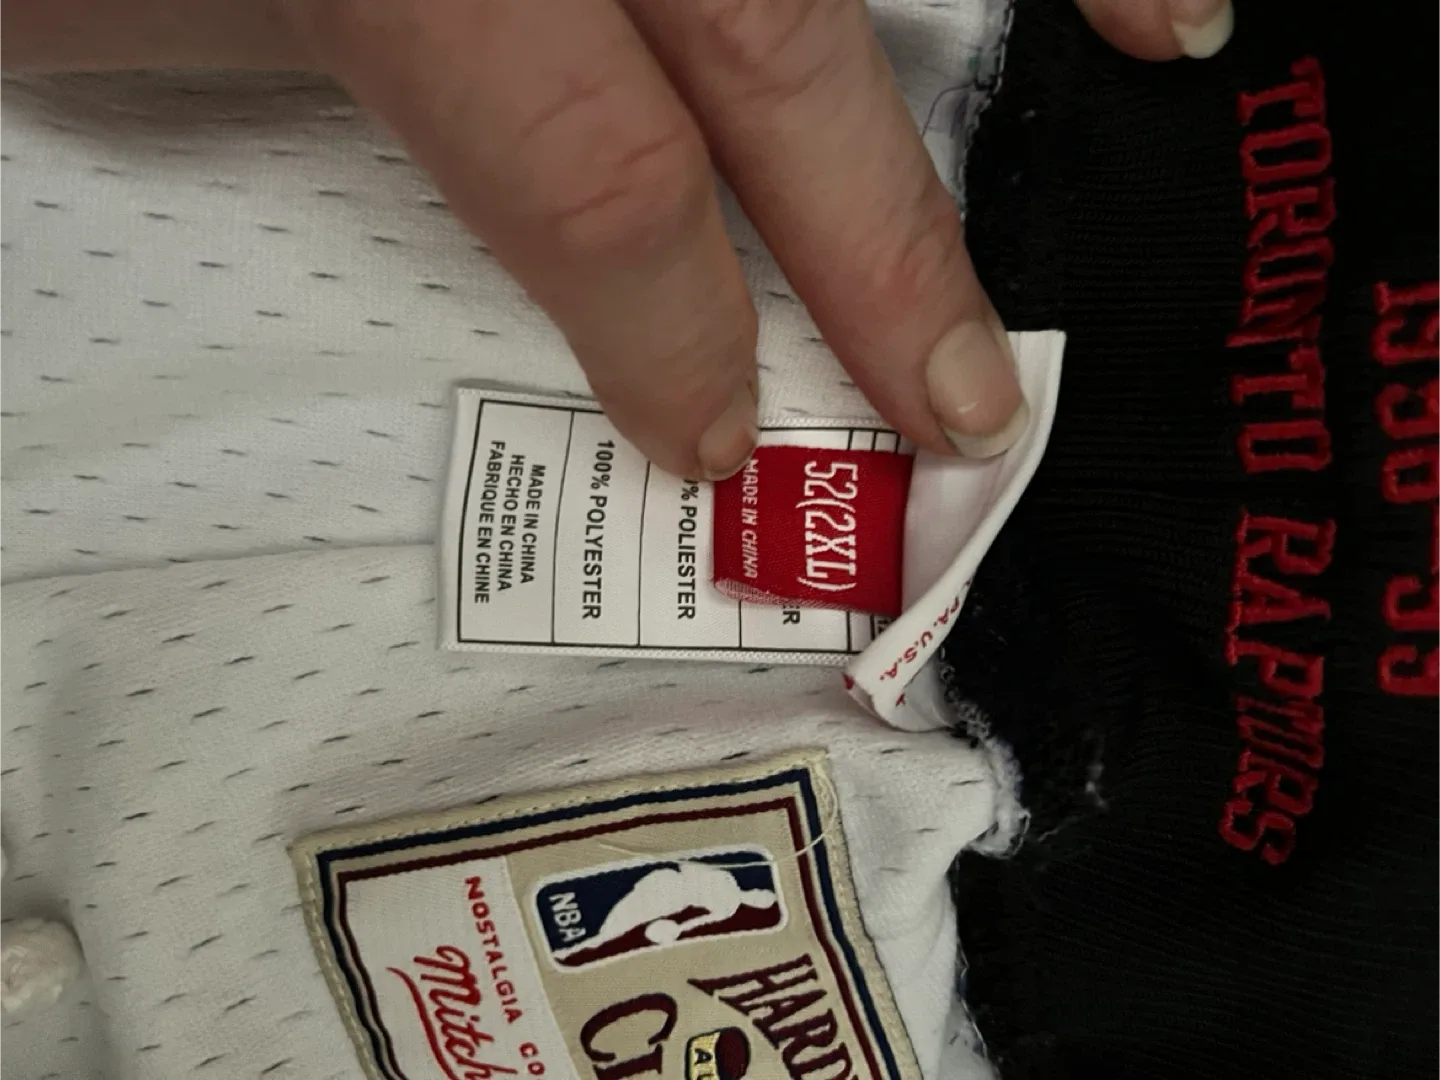 TORONTO RAPTORS
52(2XL)
MADE IN CHINA
100% POLYESTER
% POLIESTER
MADE IN CHINA
HECHO EN CHINA
FABRIQUE EN CHINE
PA. U.S.A.
NBA
NOSTALGIA CO